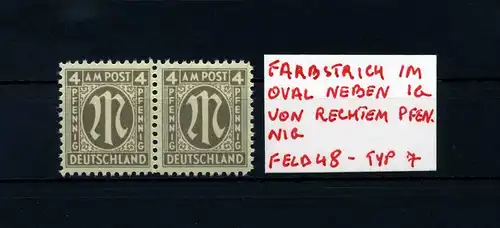 4 AM POST 4
PFENNIG M PFENNIG
DEUTSCHLAND
4 AM POST 4
PFENNIG M PFENNIG
DEUTSCHLAND
FARBSTRICH IM
OVAL NEBEN IG
VON RECHTEM PFEN.
NIG
FELD 48 - TYP 7